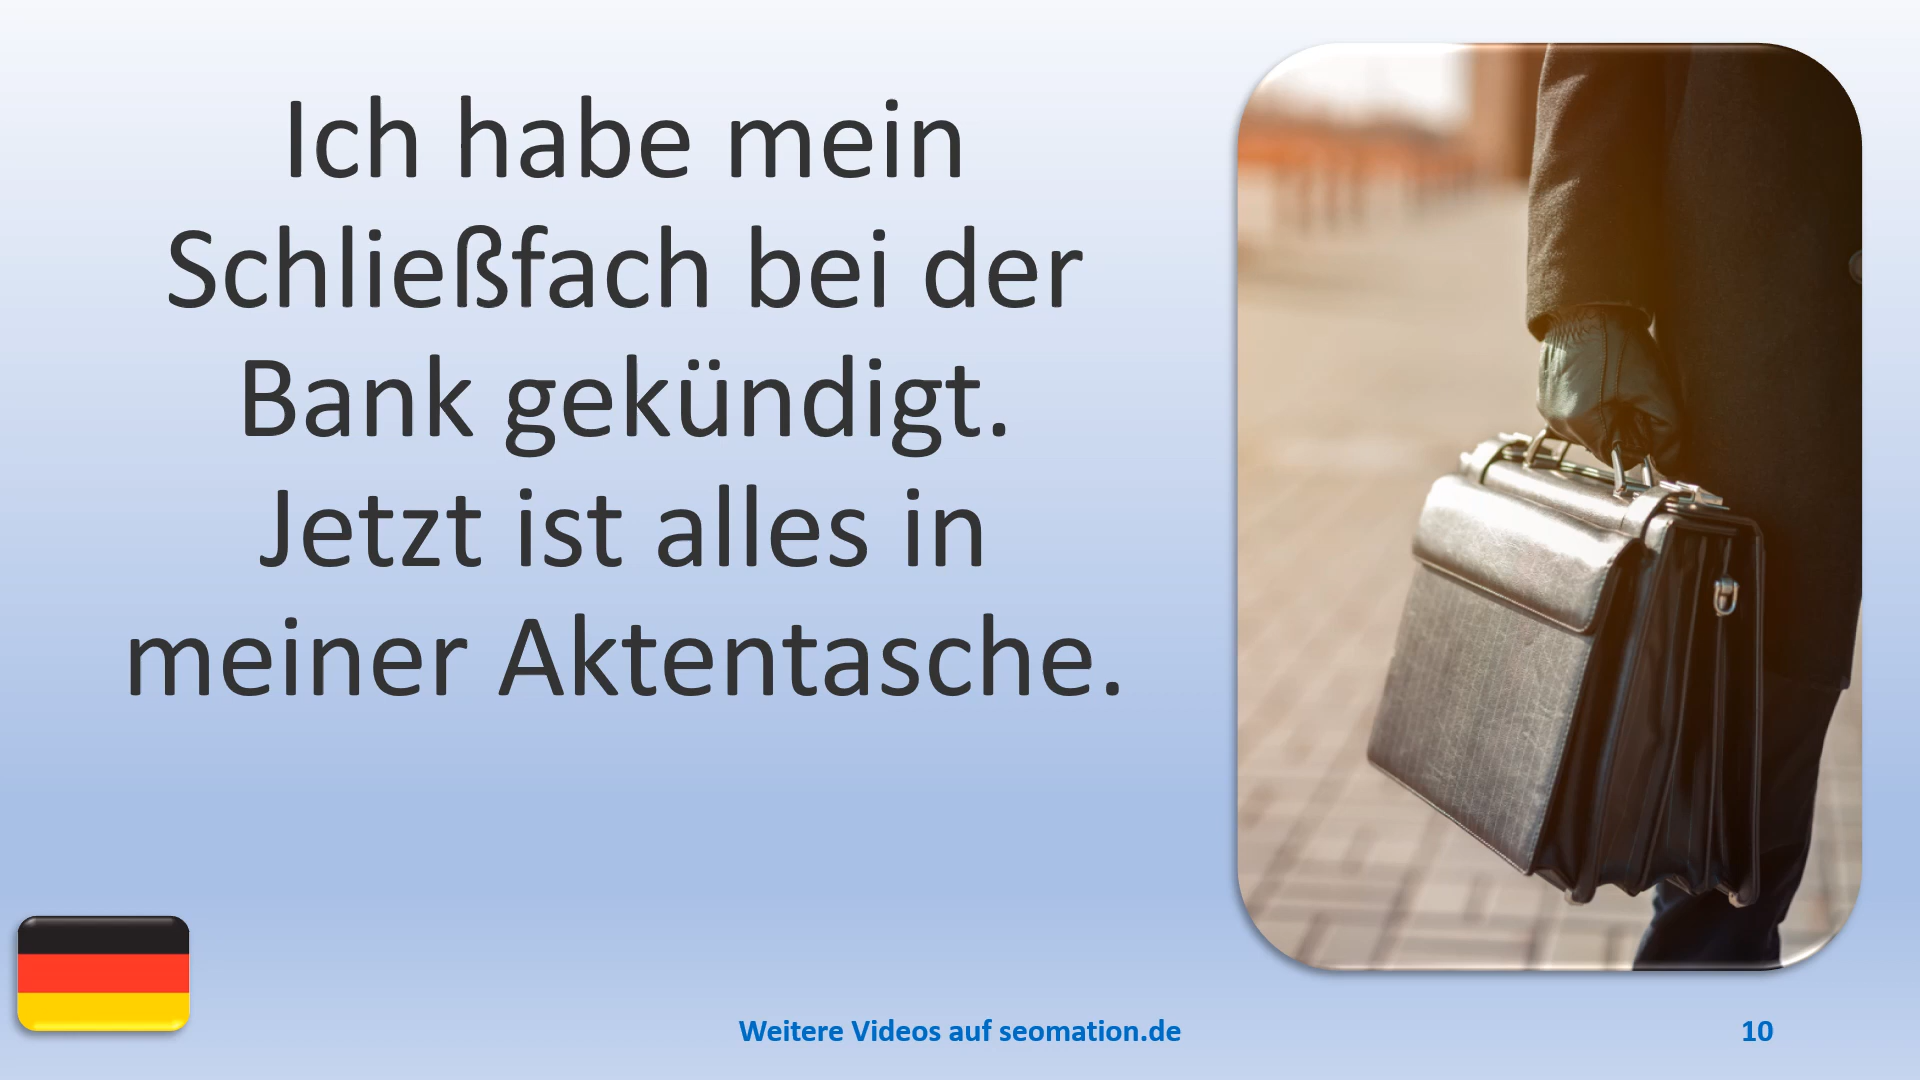 Ich habe mein
Schließfach bei der
Bank gekündigt.
Jetzt ist alles in
meiner Aktentasche.
Weitere Videos auf seomation.de
10